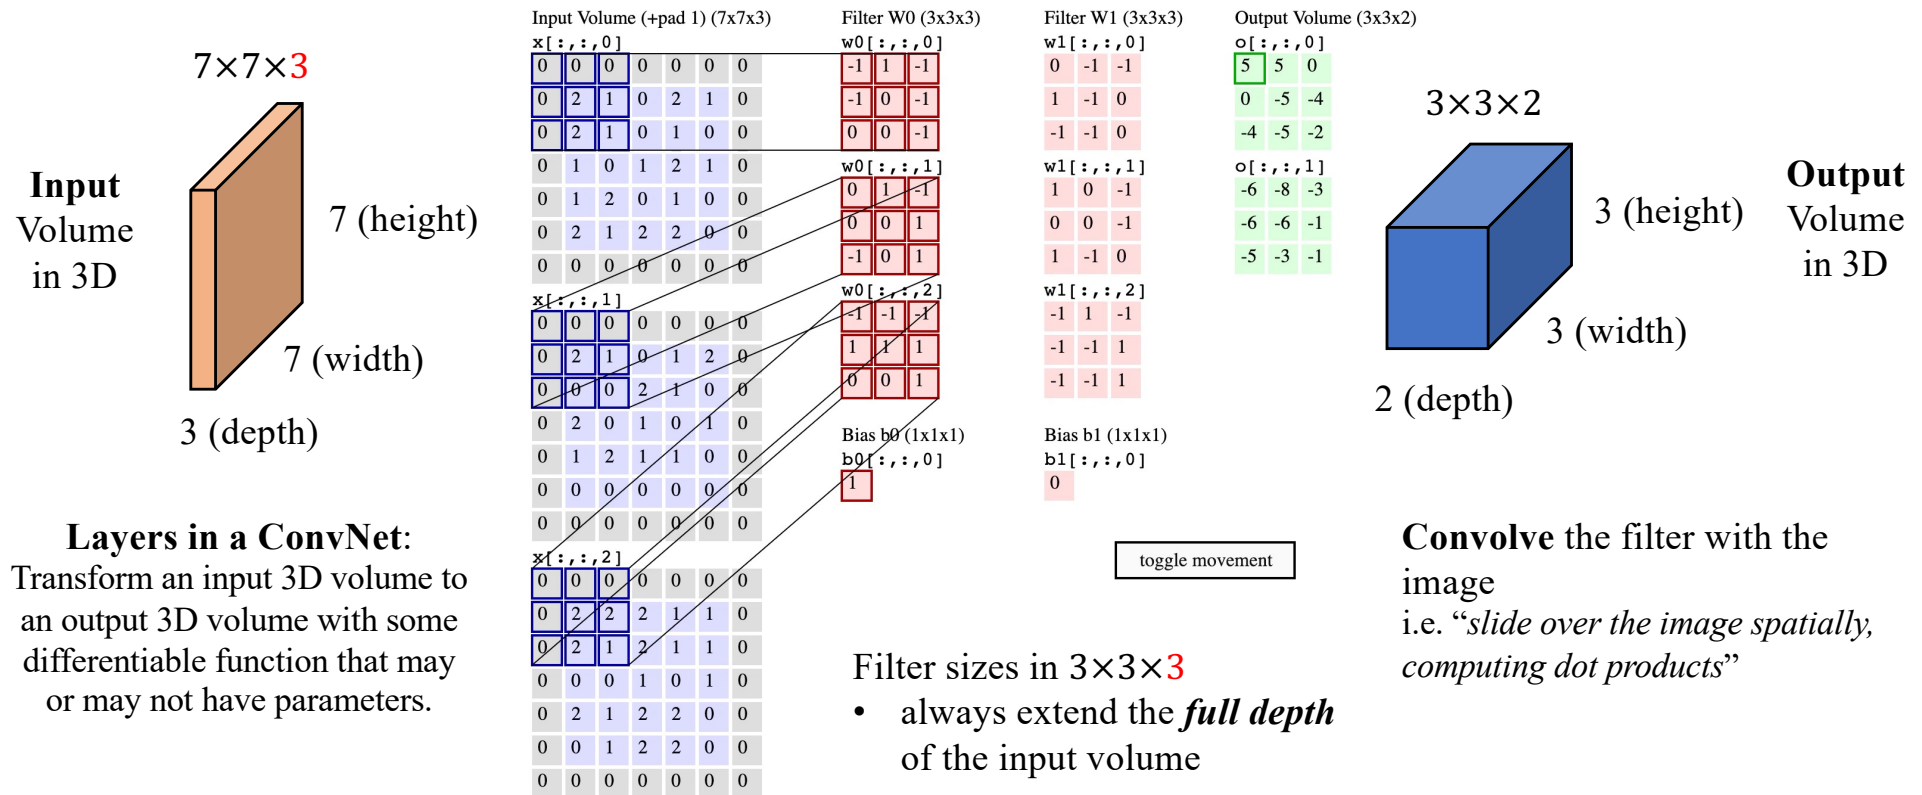 7×7×3
Input
Volume
in 3D
7 (height)
7 (width)
3 (depth)
Layers in a ConvNet:
Transform an input 3D volume to
an output 3D volume with some
differentiable function that may
or may not have parameters.
Input Volume (+pad 1) (7x7x3)
x[:,:,0]
0 0 0 0 0 0 0
0 2 1 0 2 1 0
0 2 1 0 1 0 0
0 1 0 1 2 1 0
0 1 2 0 1 0 0
0 2 1 2 2 0 0
0 0 0 0 0 0 0
x[:,:,1]
0 0 0 0 0 0 0
0 2 1 0 1 2 0
0 0 0 2 1 0 0
0 2 0 1 0 1 0
0 1 2 1 1 0 0
0 0 0 0 0 0 0
0 0 0 0 0 0 0
x[:,:,2]
0 0 0 0 0 0 0
0 2 2 2 1 1 0
0 2 1 2 1 1 0
0 0 0 1 0 1 0
0 2 1 2 2 0 0
0 0 1 2 2 0 0
0 0 0 0 0 0 0
Filter W0 (3x3x3)
w0[:,:,0]
-1 1 -1
-1 0 -1
0 0 -1
w0[:,:,1]
0 1 -1
0 0 1
-1 0 1
w0[:,:,2]
-1 -1 -1
1 1 1
0 0 1
Bias b0 (1x1x1)
b0[:,:,0]
1
Filter W1 (3x3x3)
w1[:,:,0]
0 -1 -1
1 -1 0
-1 -1 0
w1[:,:,1]
1 0 -1
0 0 -1
1 -1 0
w1[:,:,2]
-1 1 -1
-1 -1 1
-1 -1 1
Bias b1 (1x1x1)
b1[:,:,0]
0
Output Volume (3x3x2)
o[:,:,0]
5 5 0
0 -5 -4
-4 -5 -2
o[:,:,1]
-6 -8 -3
-6 -6 -1
-5 -3 -1
toggle movement
Filter sizes in 3×3×3
• always extend the full depth
of the input volume
3×3×2
3 (height)
3 (width)
2 (depth)
Output
Volume
in 3D
Convolve the filter with the
image
i.e. “slide over the image spatially,
computing dot products”